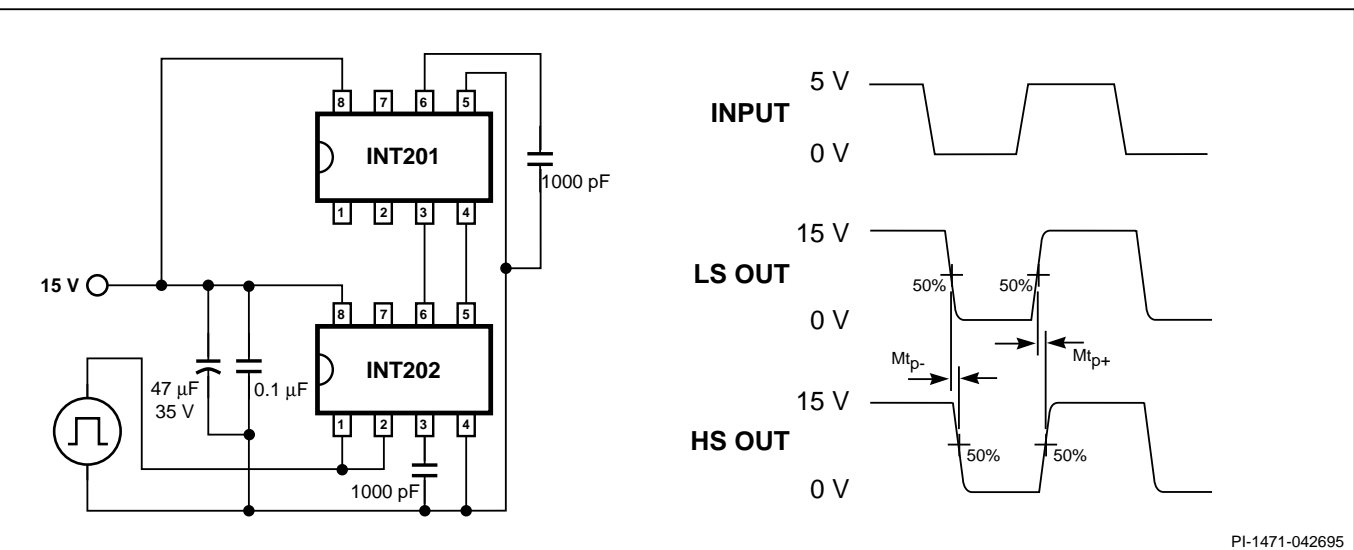 8 7 6 5
INT201
1 2 3 4
1000 pF
15 V
8 7 6 5
INT202
1 2 3 4
47 μF
35 V
0.1 μF
1000 pF
INPUT
5 V
0 V
LS OUT
15 V
50% 50%
0 V
Mtp- Mtp+
HS OUT
15 V
50% 50%
0 V
PI-1471-042695